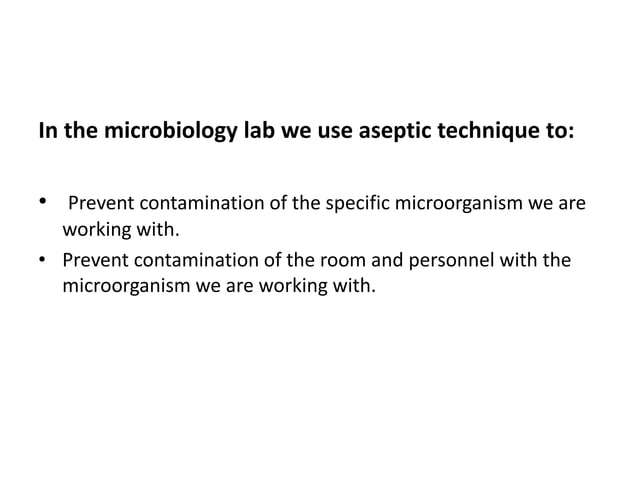 In the microbiology lab we use aseptic technique to:
• Prevent contamination of the specific microorganism we are
working with.
• Prevent contamination of the room and personnel with the
microorganism we are working with.